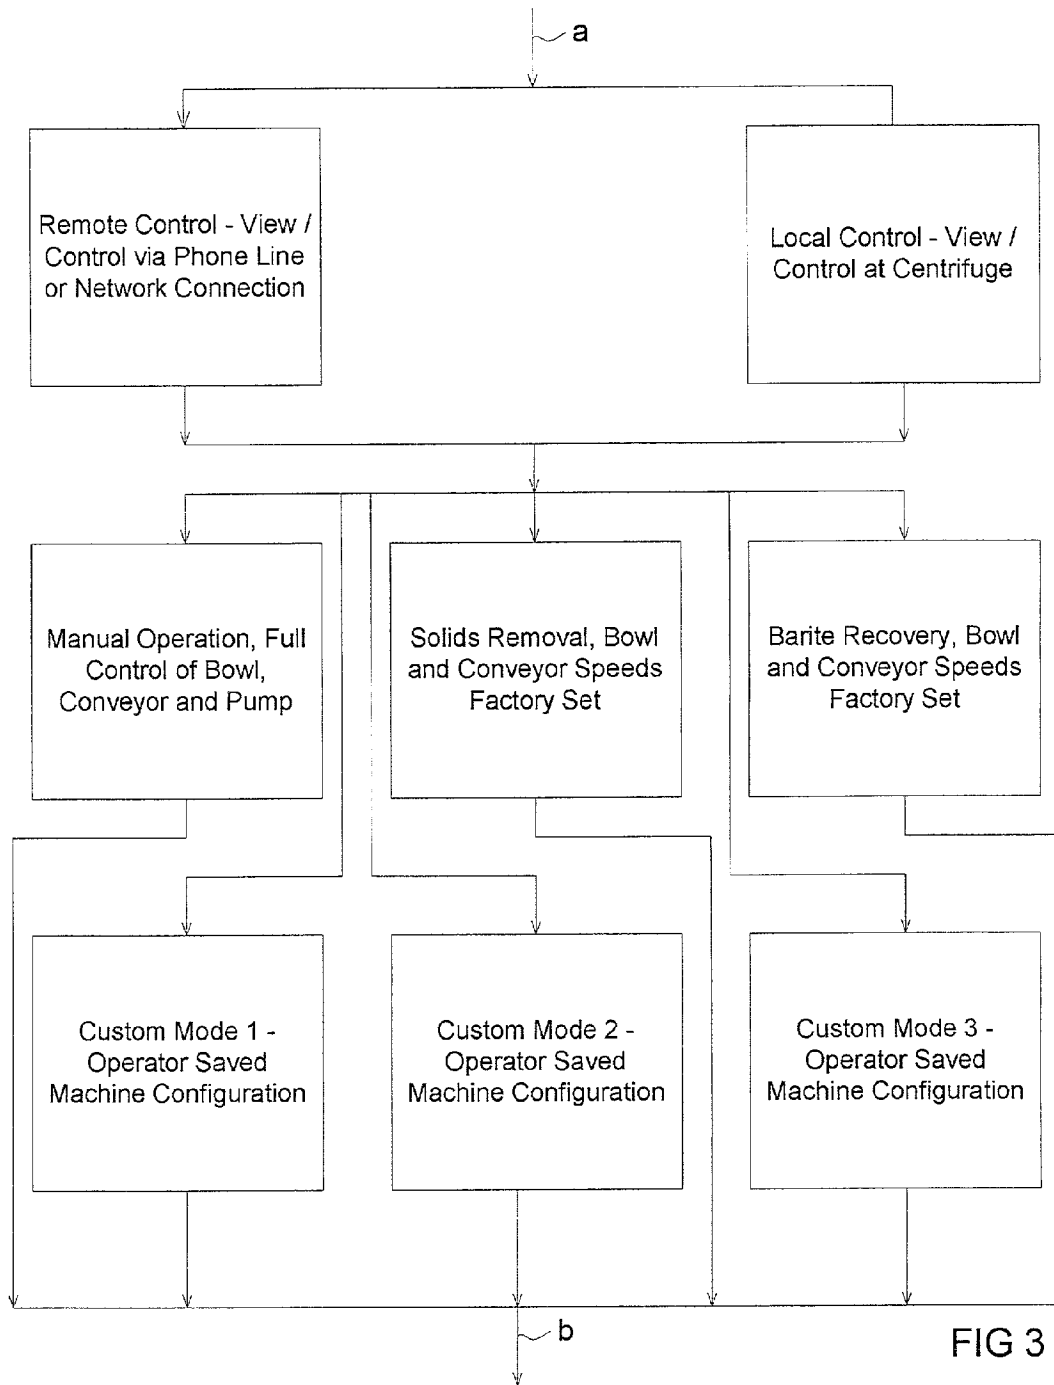 a
Remote Control - View /
Control via Phone Line
or Network Connection
Local Control - View /
Control at Centrifuge
Manual Operation, Full
Control of Bowl,
Conveyor and Pump
Solids Removal, Bowl
and Conveyor Speeds
Factory Set
Barite Recovery, Bowl
and Conveyor Speeds
Factory Set
Custom Mode 1 -
Operator Saved
Machine Configuration
Custom Mode 2 -
Operator Saved
Machine Configuration
Custom Mode 3 -
Operator Saved
Machine Configuration
b
FIG 3